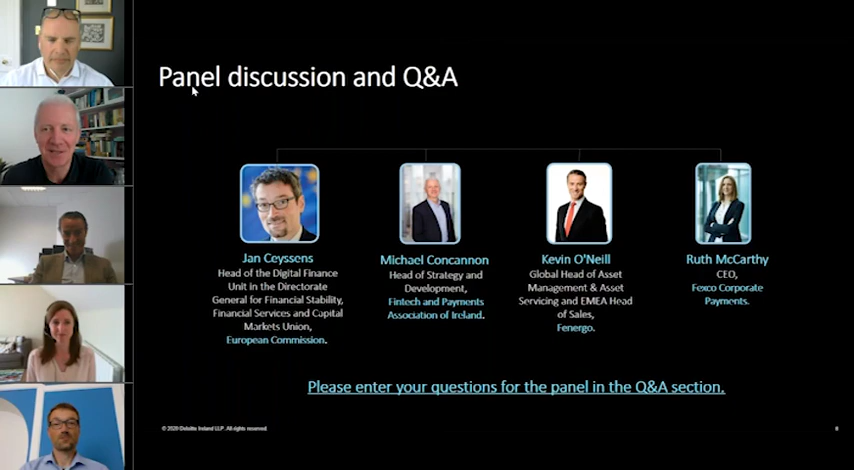 Panel discussion and Q&A
Jan Ceyssens
Head of the Digital Finance
Unit in the Directorate
General for Financial Stability,
Financial Services and Capital
Markets Union,
European Commission.
Michael Concannon
Head of Strategy and
Development,
Fintech and Payments
Association of Ireland.
Kevin O'Neill
Global Head of Asset
Management & Asset
Servicing and EMEA Head
of Sales,
Fenergo.
Ruth McCarthy
CEO,
Fexco Corporate
Payments.
Please enter your questions for the panel in the Q&A section.
© 2020 Deloitte Ireland LLP. All rights reserved
8